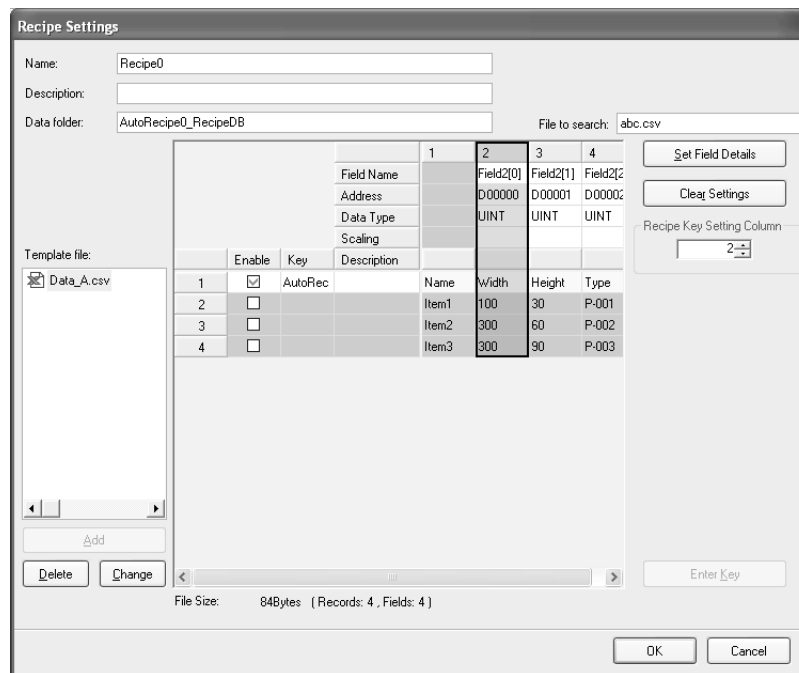 Recipe Settings
Name: Recipe0
Description:
Data folder: AutoRecipe0_RecipeDB File to search: abc.csv
1 2 3 4 Set Field Details
Field Name Field2[0] Field2[1] Field2[2
Address D00000 D00001 D00002 Clear Settings
Data Type UINT UINT UINT
Scaling Recipe Key Setting Column
Template file: Enable Key Description 2
Data_A.csv 1 AutoRec Name Width Height Type
2 Item1 100 30 P-001
3 Item2 300 60 P-002
4 Item3 300 90 P-003
Add
Delete Change Enter Key
File Size: 84Bytes ( Records: 4 , Fields: 4 )
OK Cancel